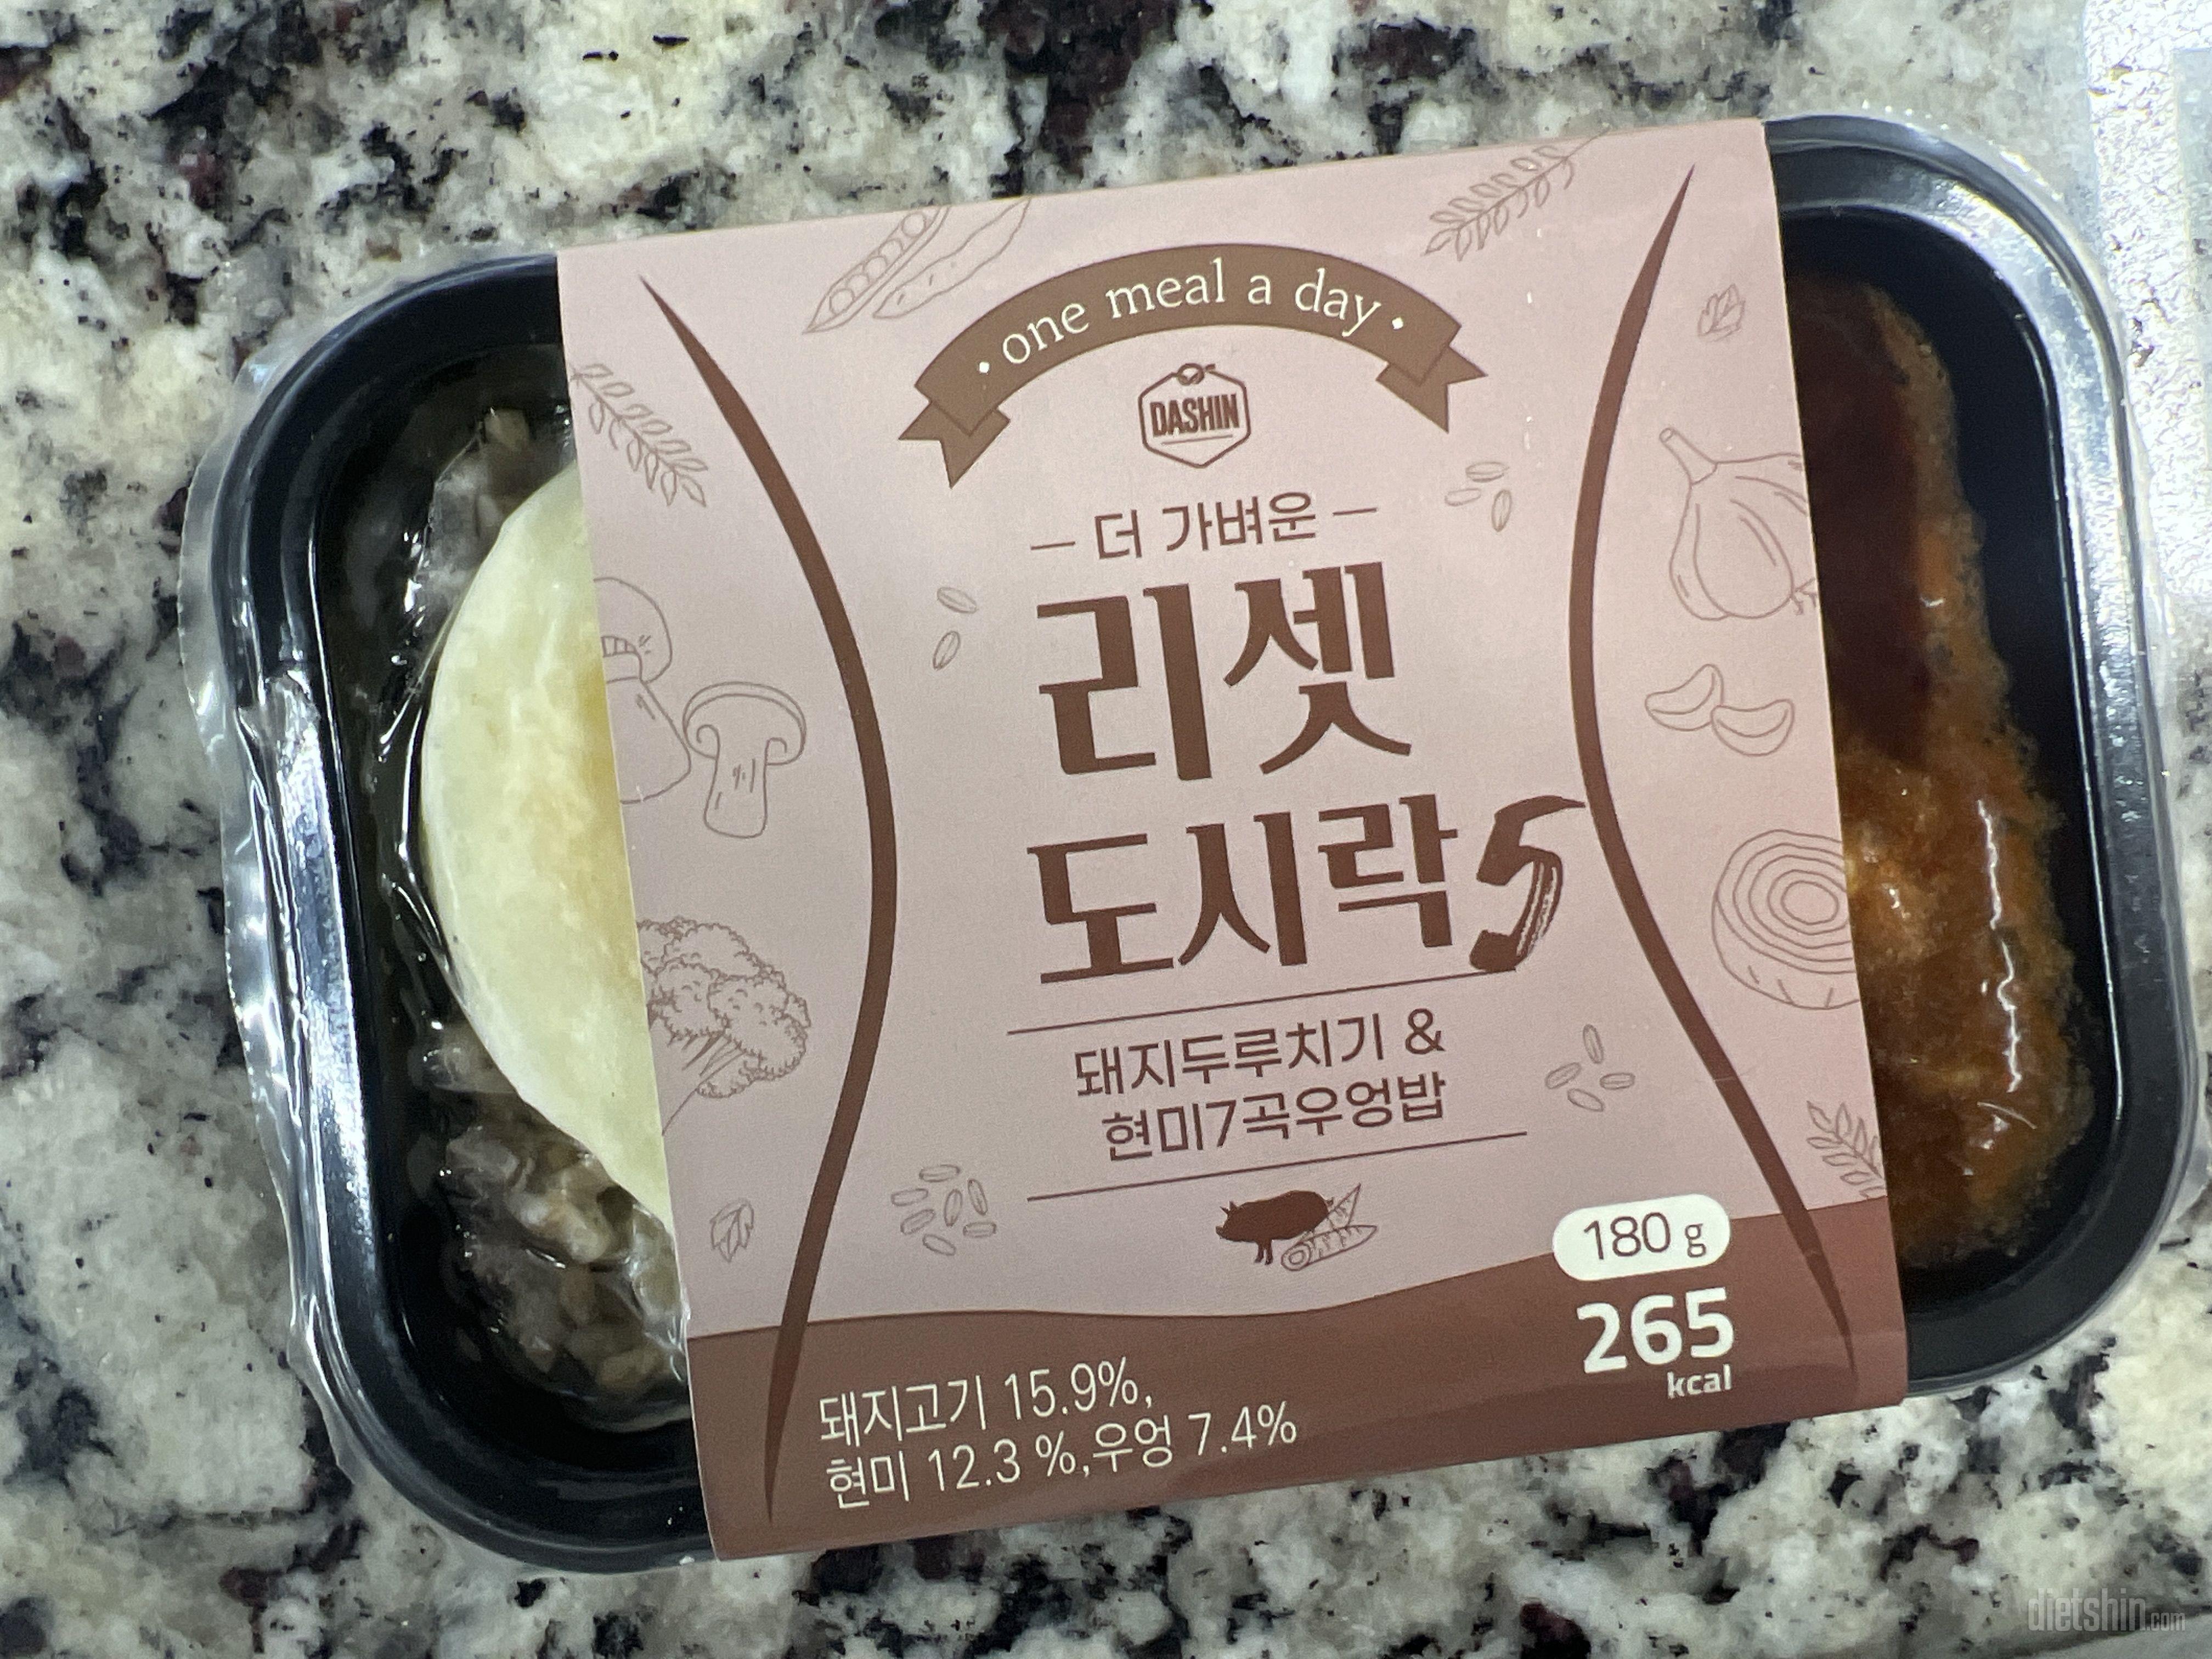 · one meal a day ·
DASHIN
- 더 가벼운 -
리셋
도시락5
돼지두루치기 &
현미7곡우엉밥
180 g
265
kcal
돼지고기 15.9%,
현미 12.3 %,우엉 7.4%
dietshin.com